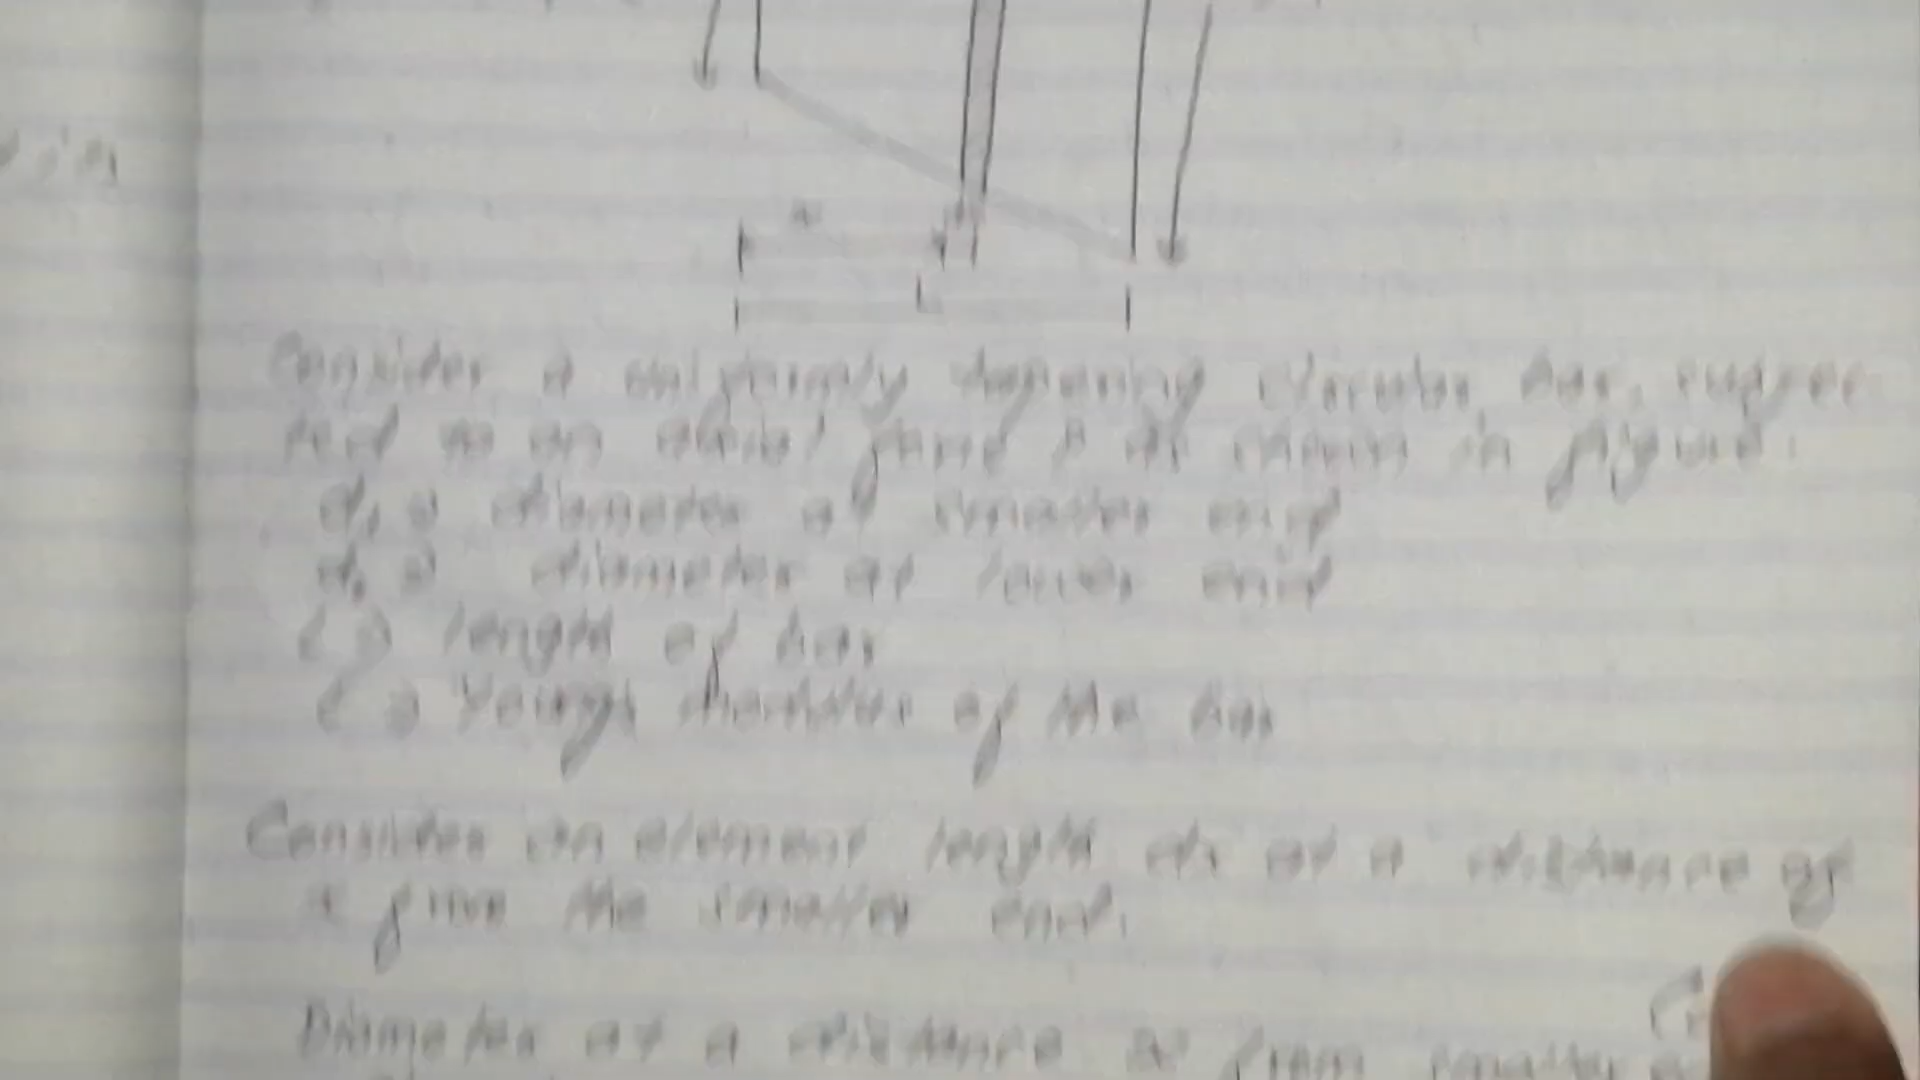 x
L
Consider a uniformly tapering circular bar, subjec
ted to an axial force P as shown in figure.
d₁ → diameter at smaller end
d₂ → diameter at lower end
L → length of bar
E → Young's modulus of the bar
Consider an element length dx at a distance of
x from the smaller end.
Diameter at a distance x from smaller